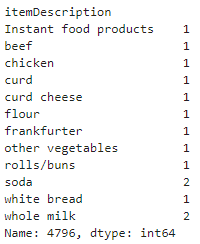 itemDescription
Instant food products    1
beef                     1
chicken                  1
curd                     1
curd cheese              1
flour                    1
frankfurter              1
other vegetables         1
rolls/buns               1
soda                     2
white bread              1
whole milk               2
Name: 4796, dtype: int64